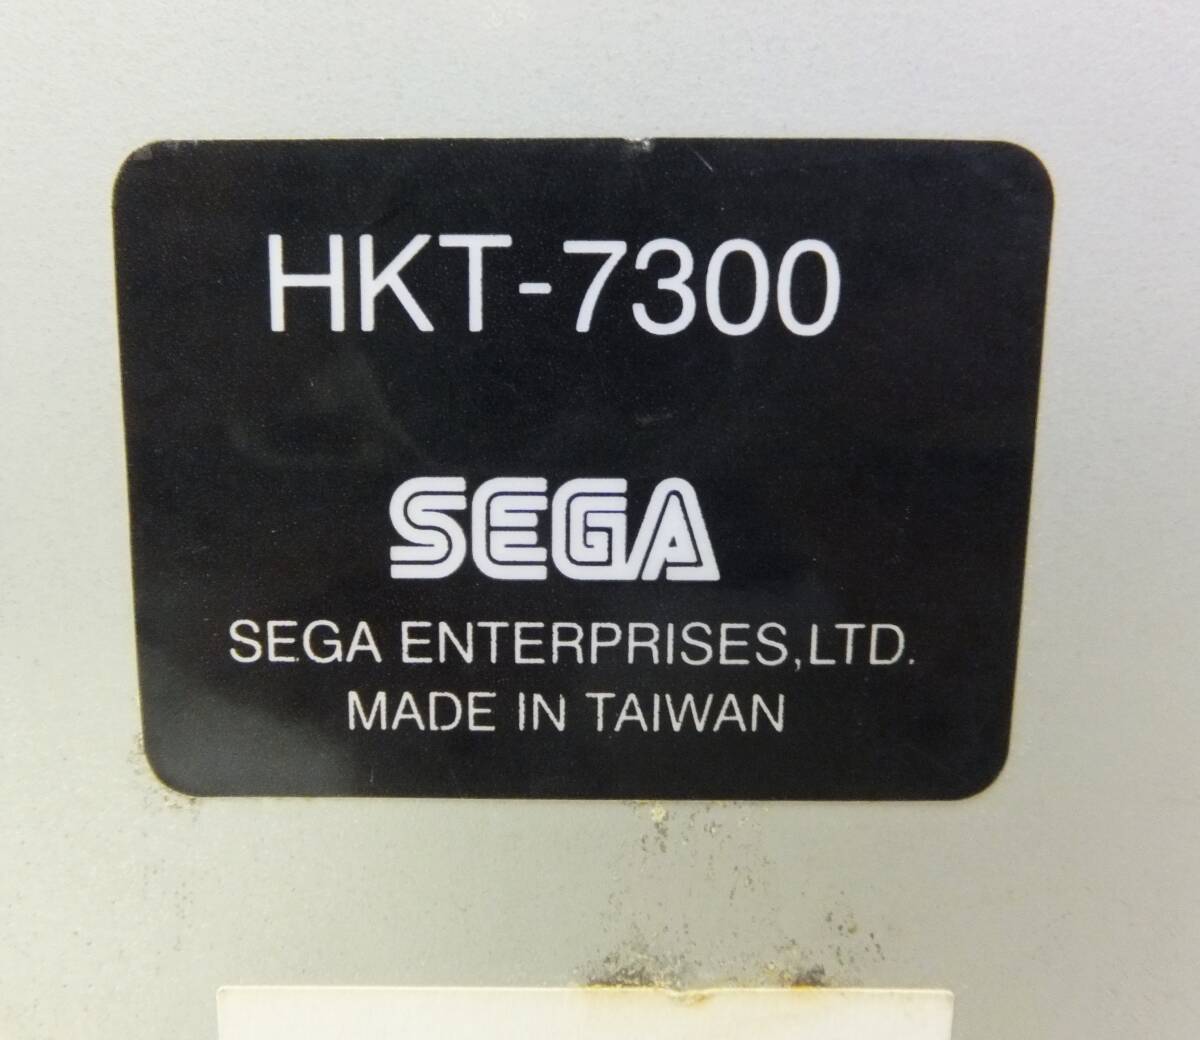 HKT-7300
SEGA
SEGA ENTERPRISES,LTD.
MADE IN TAIWAN